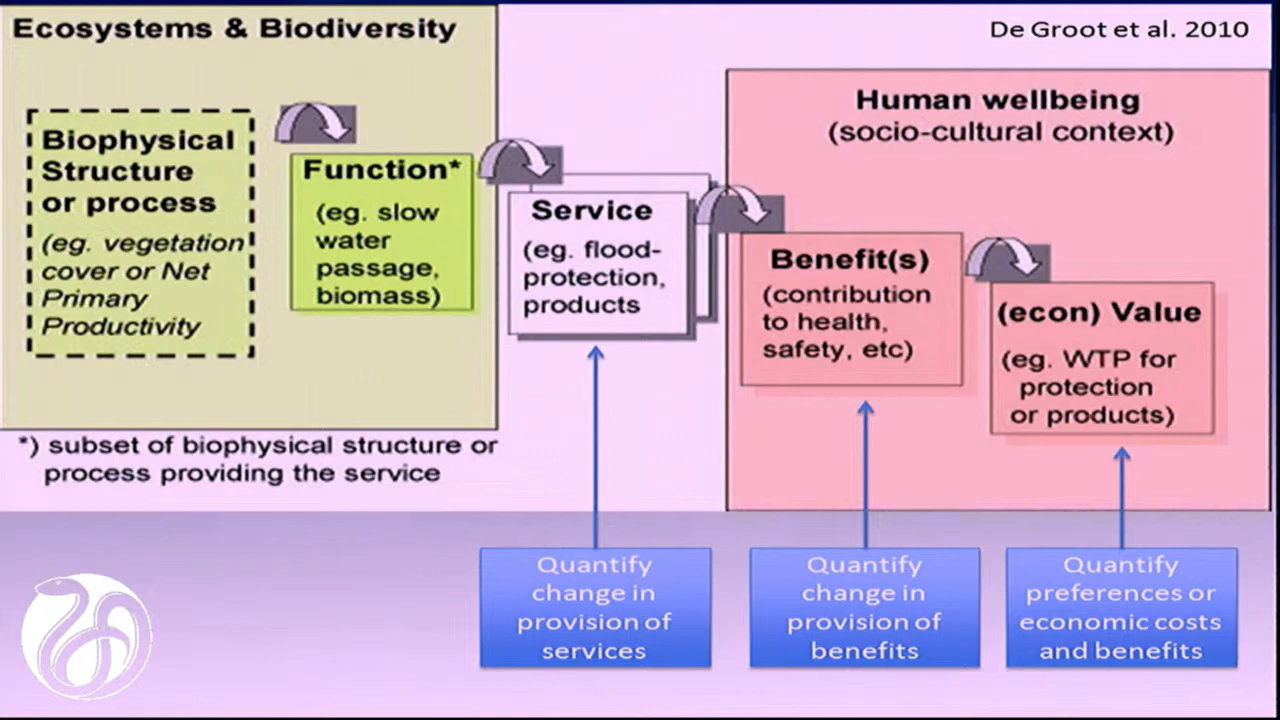 Ecosystems & Biodiversity
De Groot et al. 2010
Biophysical
Structure
or process
(eg. vegetation
cover or Net
Primary
Productivity
Function*
(eg. slow
water
passage,
biomass)
Service
(eg. flood-
protection,
products
Human wellbeing
(socio-cultural context)
Benefit(s)
(contribution
to health,
safety, etc)
(econ) Value
(eg. WTP for
protection
or products)
*) subset of biophysical structure or
process providing the service
Quantify
change in
provision of
services
Quantify
change in
provision of
benefits
Quantify
preferences or
economic costs
and benefits